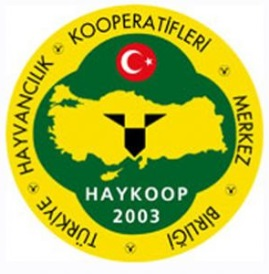 TÜRKİYE HAYVANCILIK KOOPERATİFLERİ MERKEZ BİRLİĞİ
HAYKOOP
2003